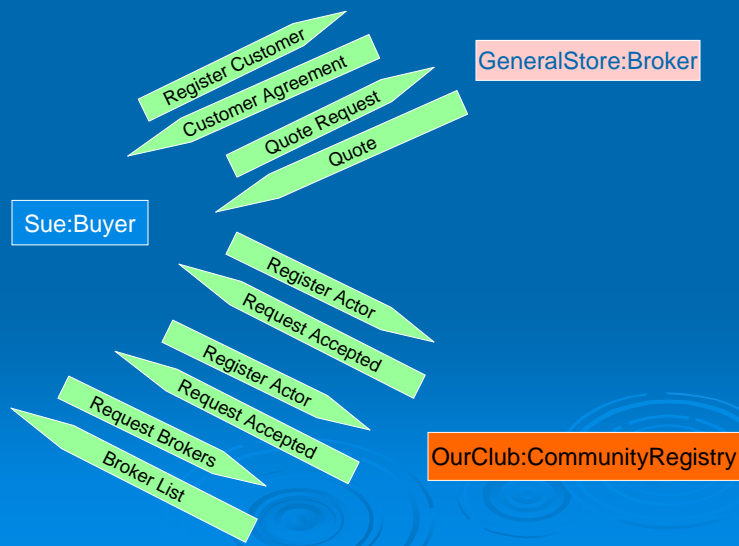 Register Customer
GeneralStore:Broker
Customer Agreement
Quote Request
Quote
Sue:Buyer
Register Actor
Request Accepted
Register Actor
Request Accepted
Request Brokers
Broker List
OurClub:CommunityRegistry